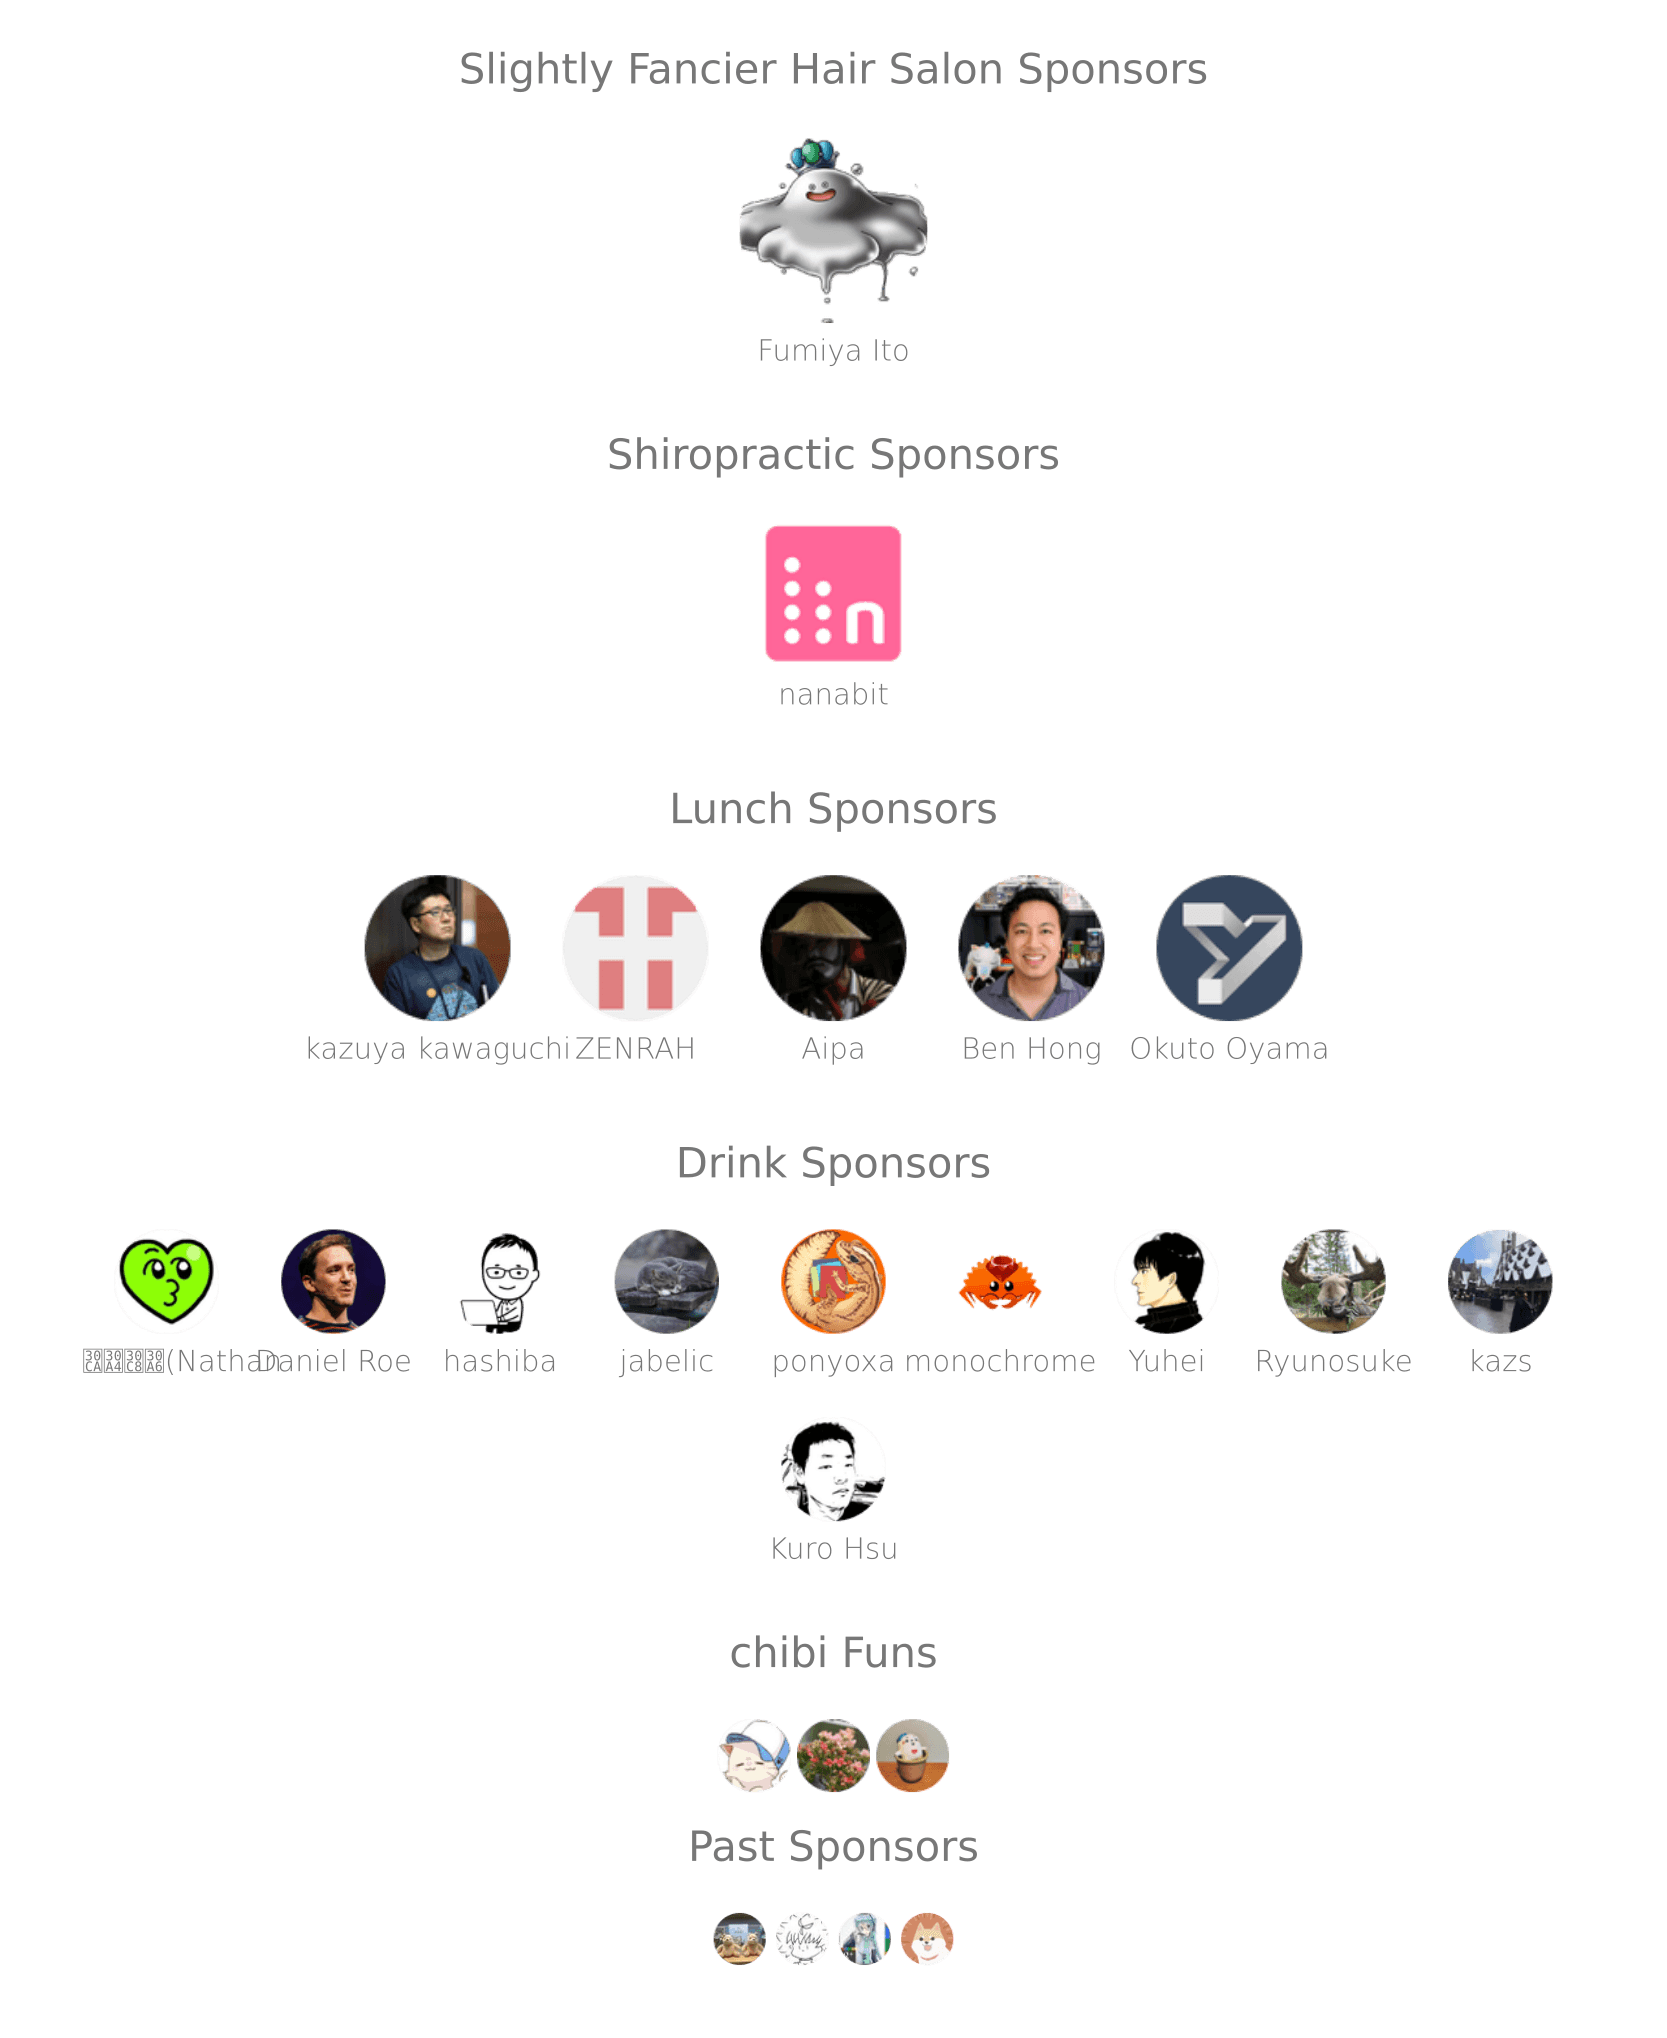 Slightly Fancier Hair Salon Sponsors
Fumiya Ito
Shiropractic Sponsors
n
nanabit
Lunch Sponsors
kazuya kawaguchi ZENRAH Aipa Ben Hong Okuto Oyama
Drink Sponsors
(Nathan Daniel Roe hashiba jabelic ponyoxa monochrome Yuhei Ryunosuke kazs
Kuro Hsu
chibi Funs
Past Sponsors